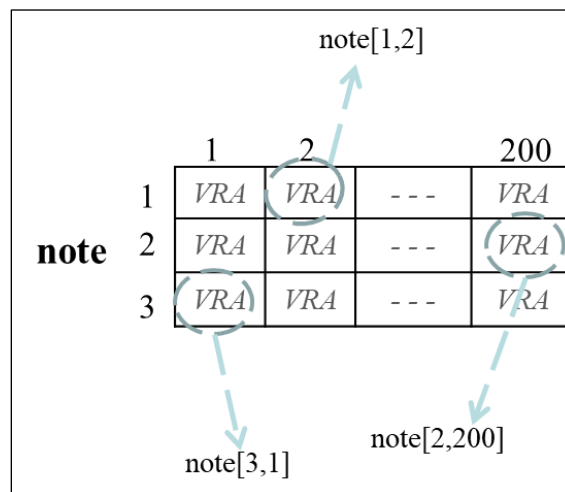 note[1,2]
1 2 200
1 VRA VRA - - - VRA
note 2 VRA VRA - - - VRA
3 VRA VRA - - - VRA
note[2,200]
note[3,1]